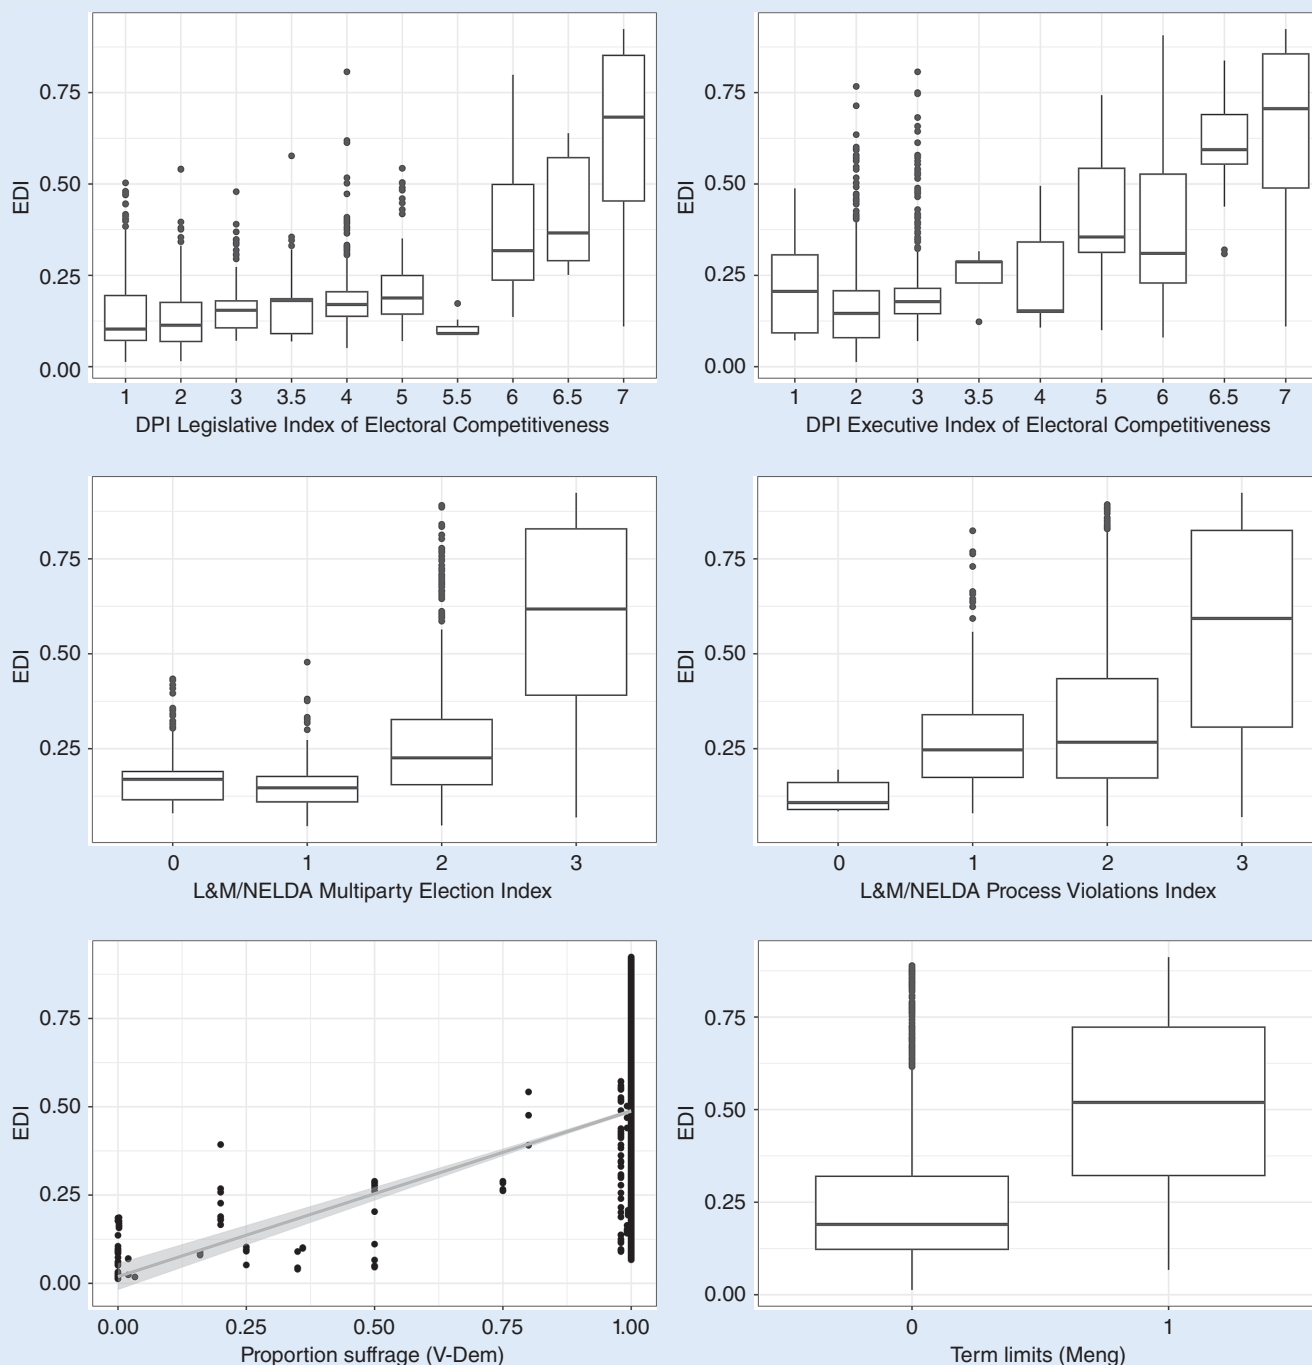 EDI
0.75
0.50
0.25
0.00
1 2 3 3.5 4 5 5.5 6 6.5 7
DPI Legislative Index of Electoral Competitiveness
EDI
0.75
0.50
0.25
0.00
1 2 3 3.5 4 5 6 6.5 7
DPI Executive Index of Electoral Competitiveness
EDI
0.75
0.50
0.25
0 1 2 3
L&M/NELDA Multiparty Election Index
EDI
0.75
0.50
0.25
0 1 2 3
L&M/NELDA Process Violations Index
EDI
0.75
0.50
0.25
0.00
0.00 0.25 0.50 0.75 1.00
Proportion suffrage (V-Dem)
EDI
0.75
0.50
0.25
0.00
0 1
Term limits (Meng)